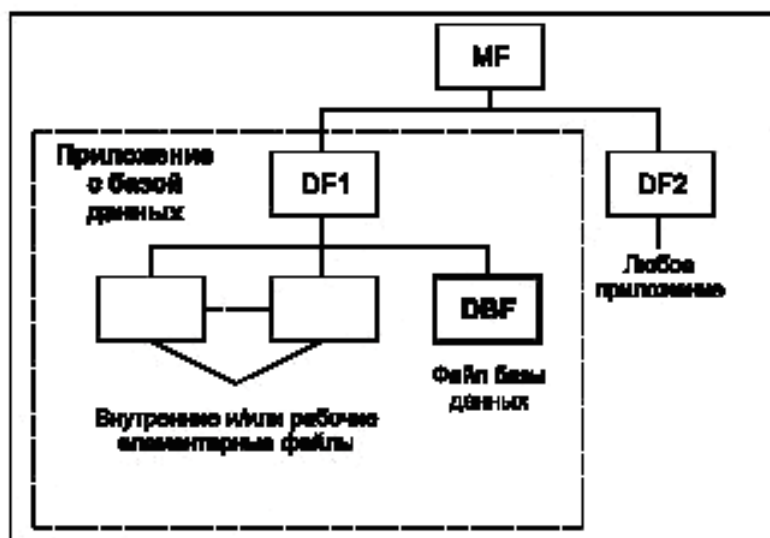 MF
Приложение
с базой
данных
DF1
DF2
Любое
приложение
DBF
Файл базы
данных
Внутренние и/или рабочие
элементарные файлы